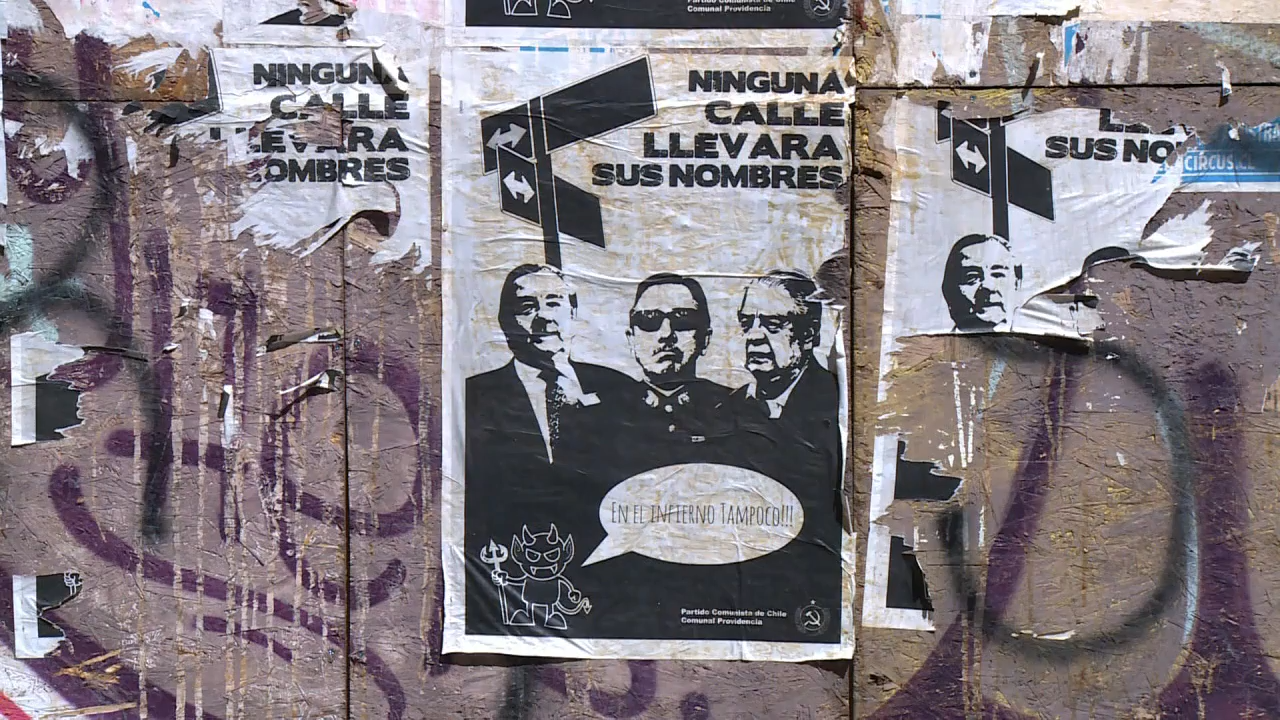 Partido Comunista de Chile
Comunal Providencia
NINGUNA
CALLE
LLEVARA
NOMBRES
NINGUNA
CALLE
LLEVARA
SUS NOMBRES
EN EL INFIERNO TAMPOCO!!!
Partido Comunista de Chile
Comunal Providencia
SUS NO
CIRCUS.CL